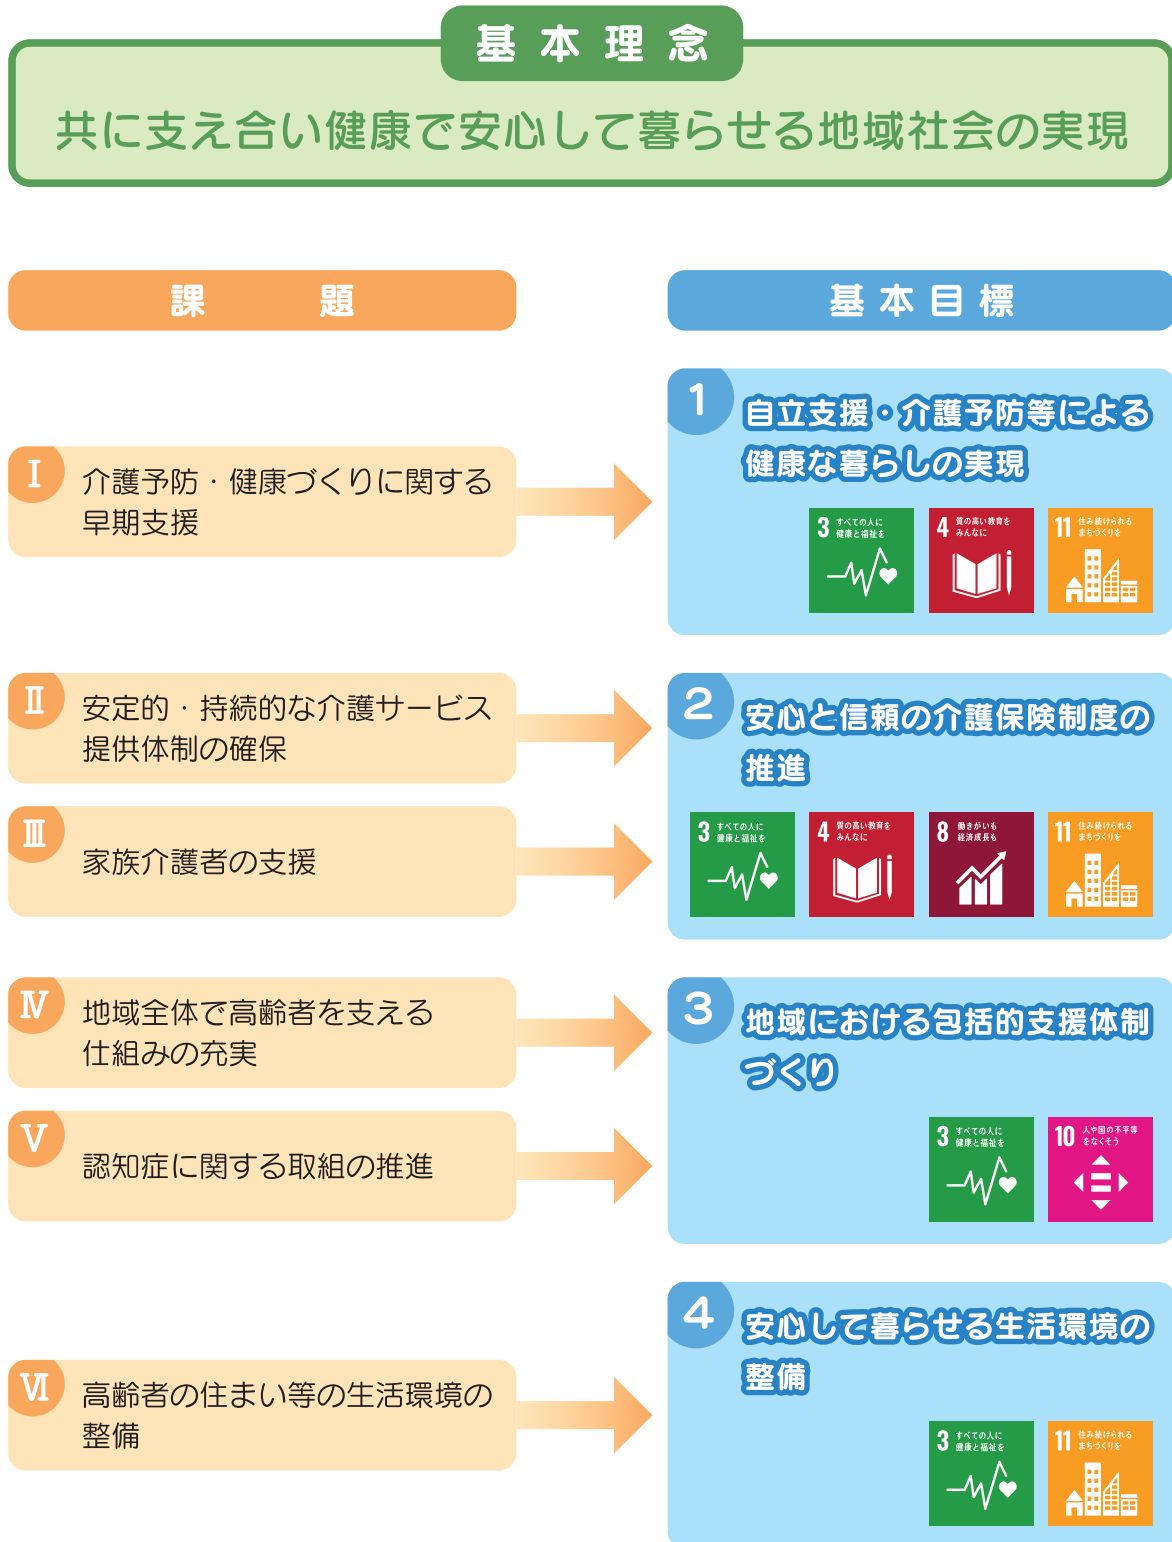 基本理念
共に支え合い健康で安心して暮らせる地域社会の実現
課題
基本目標
Ⅰ
介護予防・健康づくりに関する
早期支援
1
自立支援・介護予防等による
健康な暮らしの実現
3 すべての人に
健康と福祉を
4 質の高い教育を
みんなに
11 住み続けられる
まちづくりを
Ⅱ
安定的・持続的な介護サービス
提供体制の確保
Ⅲ
家族介護者の支援
2
安心と信頼の介護保険制度の
推進
3 すべての人に
健康と福祉を
4 質の高い教育を
みんなに
8 働きがいも
経済成長も
11 住み続けられる
まちづくりを
Ⅳ
地域全体で高齢者を支える
仕組みの充実
Ⅴ
認知症に関する取組の推進
3
地域における包括的支援体制
づくり
3 すべての人に
健康と福祉を
10 人や国の不平等
をなくそう
Ⅵ
高齢者の住まい等の生活環境の
整備
4
安心して暮らせる生活環境の
整備
3 すべての人に
健康と福祉を
11 住み続けられる
まちづくりを